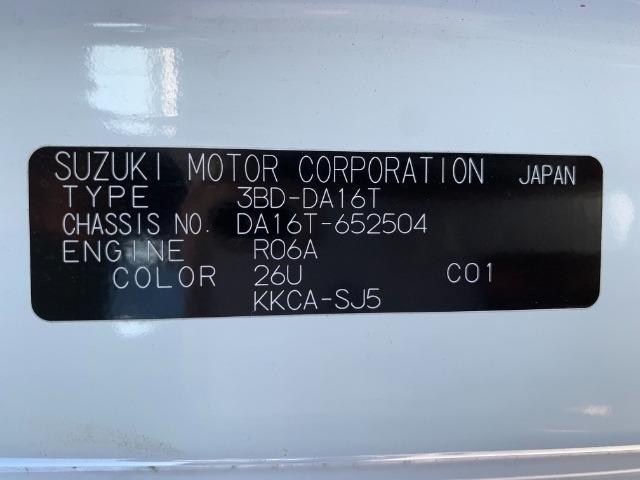 SUZUKI MOTOR CORPORATION JAPAN
TYPE 3BD-DA16T
CHASSIS NO. DA16T-652504
ENGINE R06A
COLOR 26U C01
KKCA-SJ5